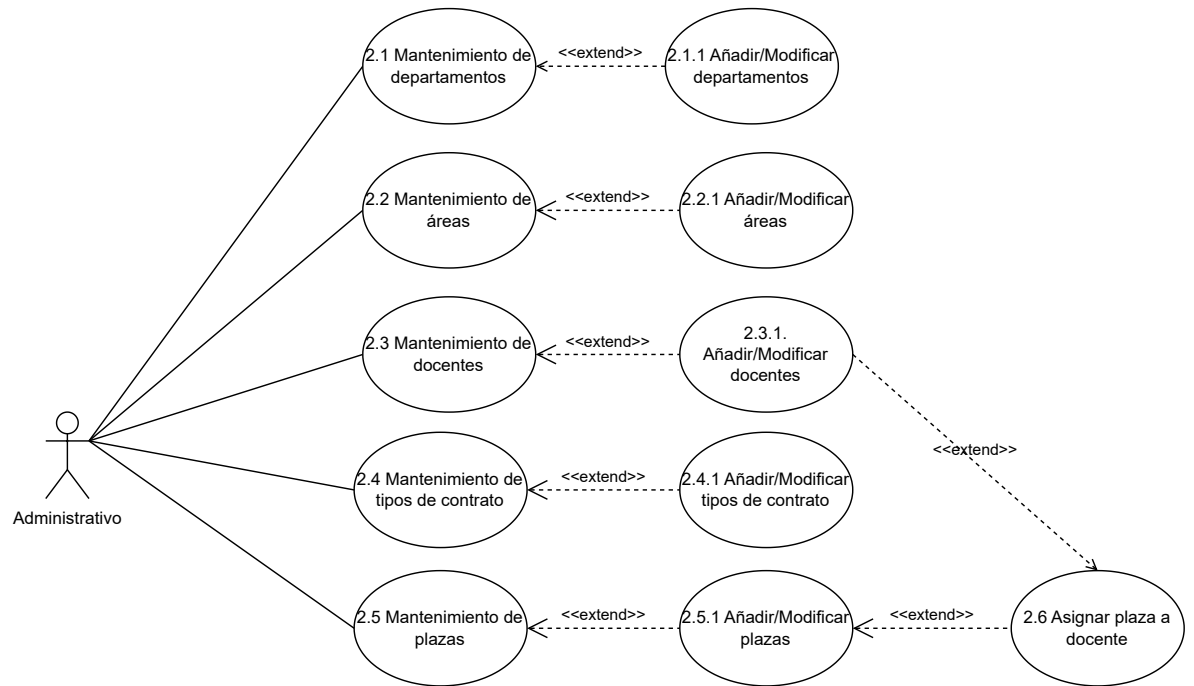 2.1 Mantenimiento de
departamentos
<<extend>>
2.1.1 Añadir/Modificar
departamentos
2.2 Mantenimiento de
áreas
<<extend>>
2.2.1 Añadir/Modificar
áreas
2.3 Mantenimiento de
docentes
<<extend>>
2.3.1.
Añadir/Modificar
docentes
<<extend>>
Administrativo
2.4 Mantenimiento de
tipos de contrato
<<extend>>
2.4.1 Añadir/Modificar
tipos de contrato
2.5 Mantenimiento de
plazas
<<extend>>
2.5.1 Añadir/Modificar
plazas
<<extend>>
2.6 Asignar plaza a
docente